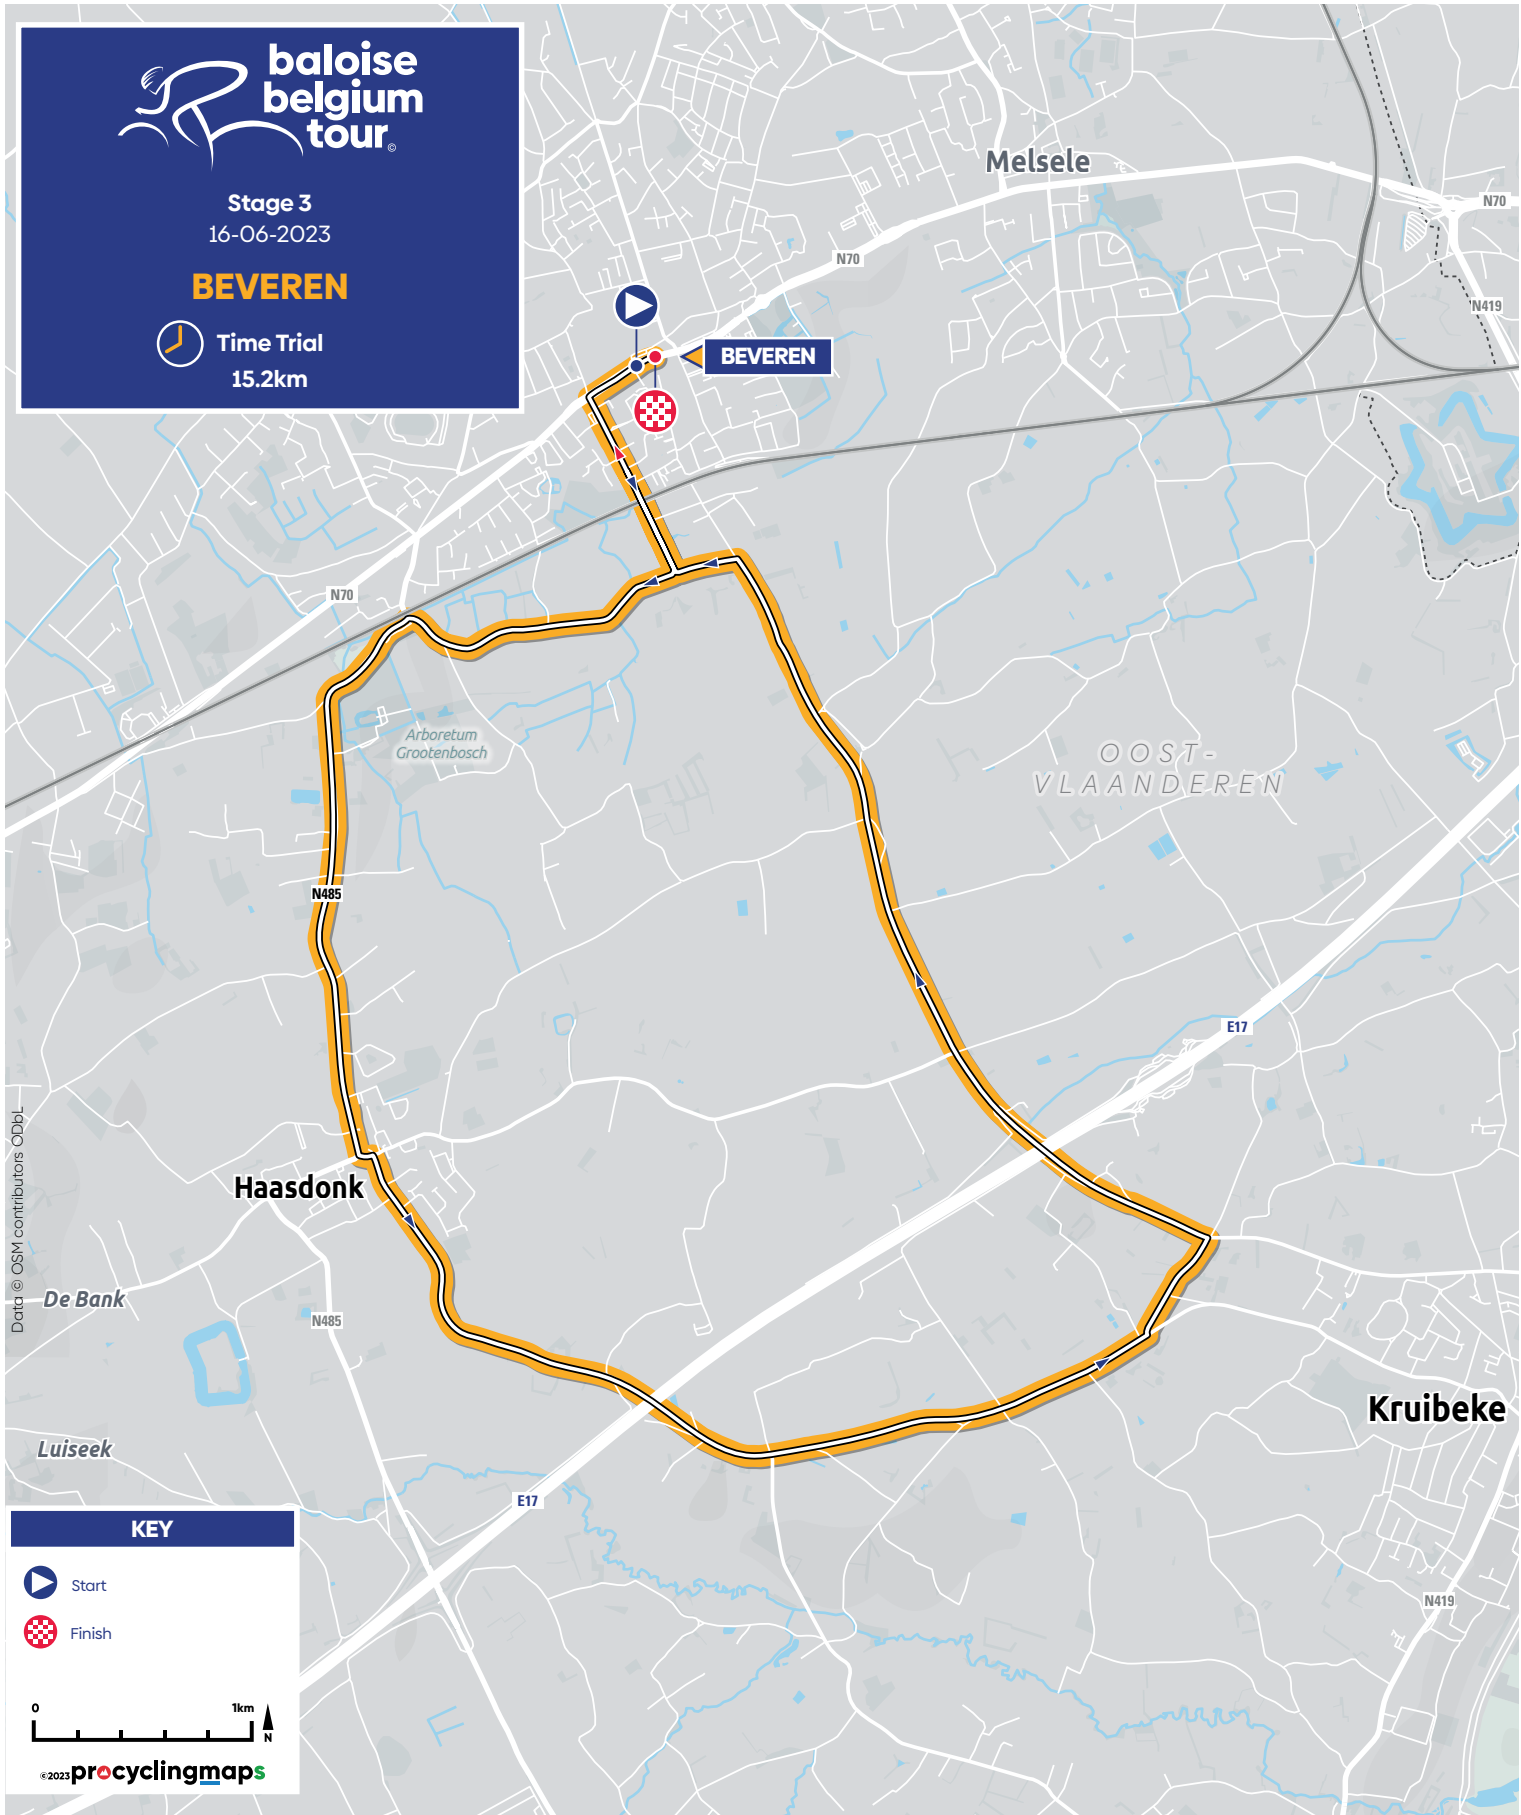 baloise
belgium
tour
©
Stage 3
16-06-2023
BEVEREN
Time Trial
15.2km
Melsele
N70
N70
N419
BEVEREN
N70
Arboretum
Grootenbosch
OOST-
VLAANDEREN
N485
E17
Haasdonk
De Bank
N485
Kruibeke
Luiseek
E17
N419
Data © OSM contributors ODbL
KEY
Start
Finish
0 1km
N
©2023 procyclingmaps